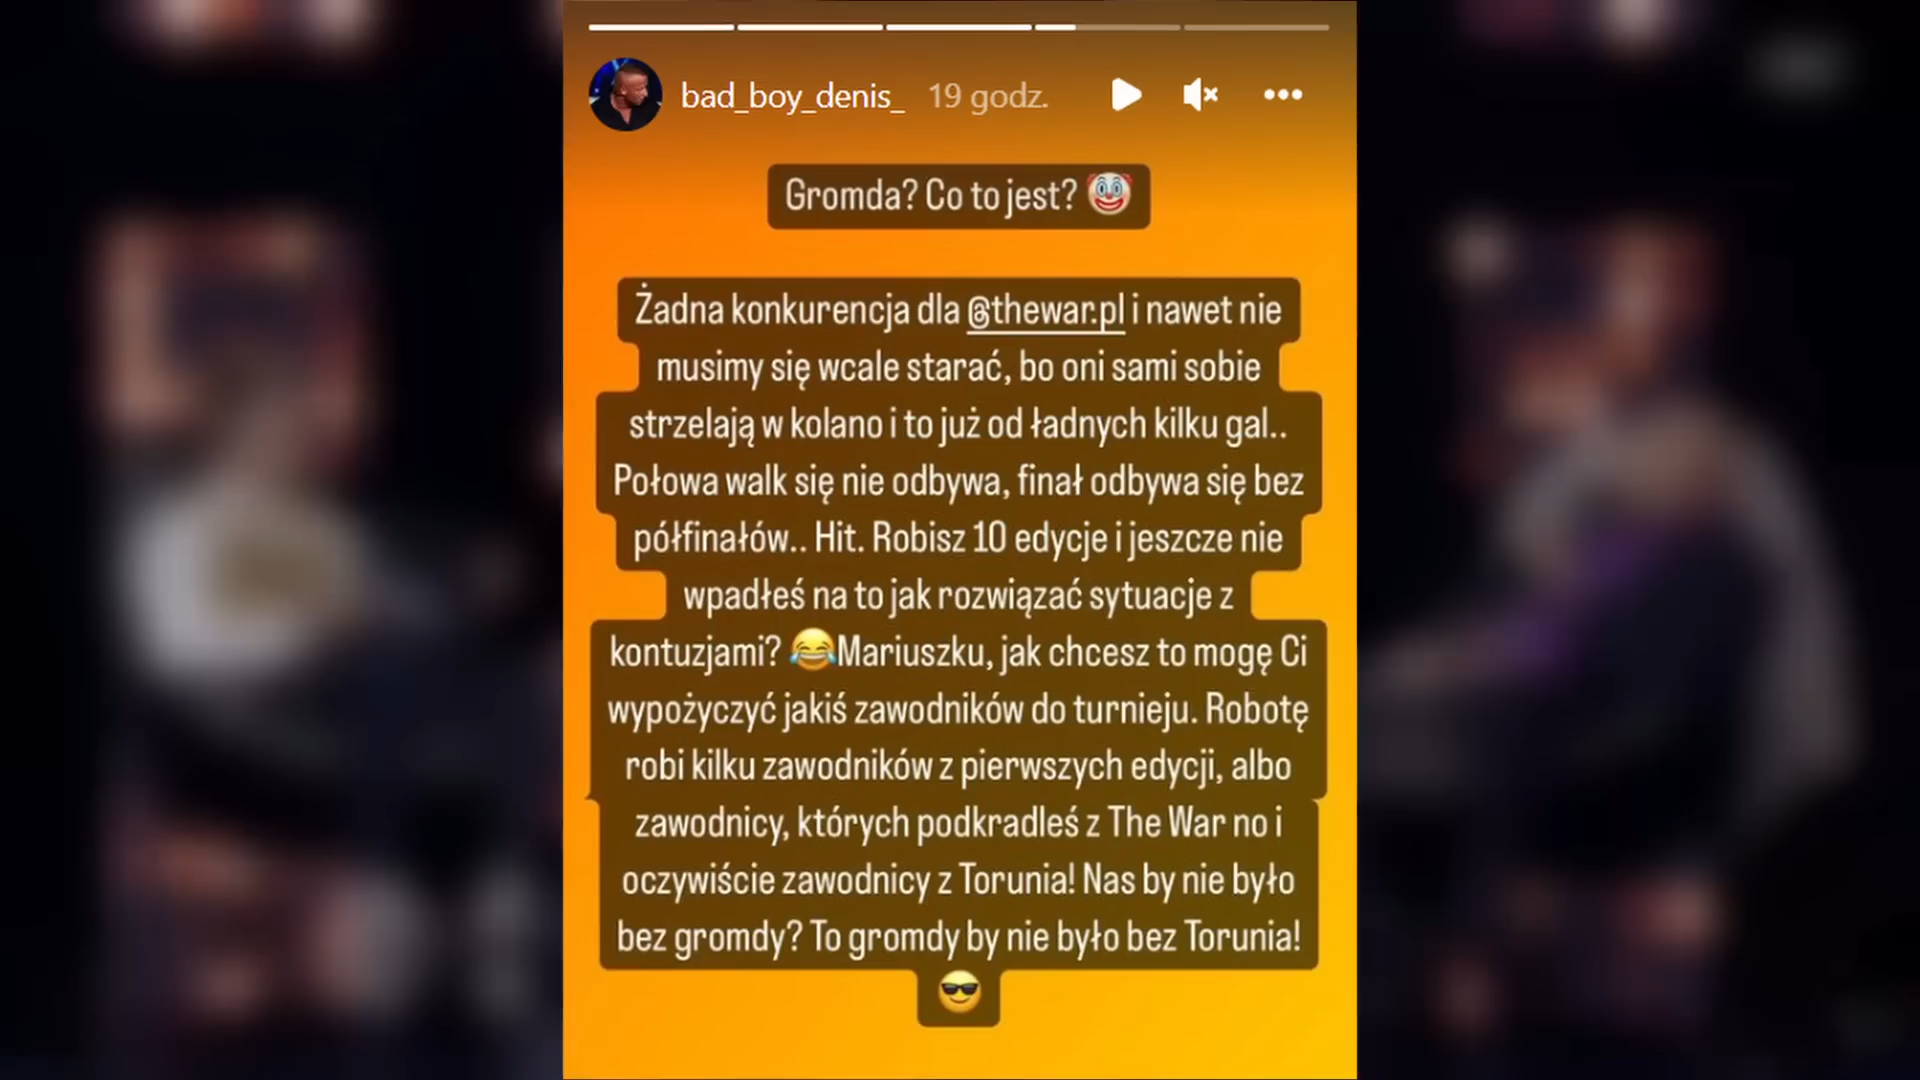 bad_boy_denis_ 19 godz.
Gromda? Co to jest? 🤡
Żadna konkurencja dla @thewar.pl i nawet nie
musimy się wcale starać, bo oni sami sobie
strzelają w kolano i to już od ładnych kilku gal..
Połowa walk się nie odbywa, finał odbywa się bez
półfinałów.. Hit. Robisz 10 edycje i jeszcze nie
wpadłeś na to jak rozwiązać sytuacje z
kontuzjami? 😂Mariuszku, jak chcesz to mogę Ci
wypożyczyć jakiś zawodników do turnieju. Robotę
robi kilku zawodników z pierwszych edycji, albo
zawodnicy, których podkradleś z The War no i
oczywiście zawodnicy z Torunia! Nas by nie było
bez gromdy? To gromdy by nie było bez Torunia!
😎